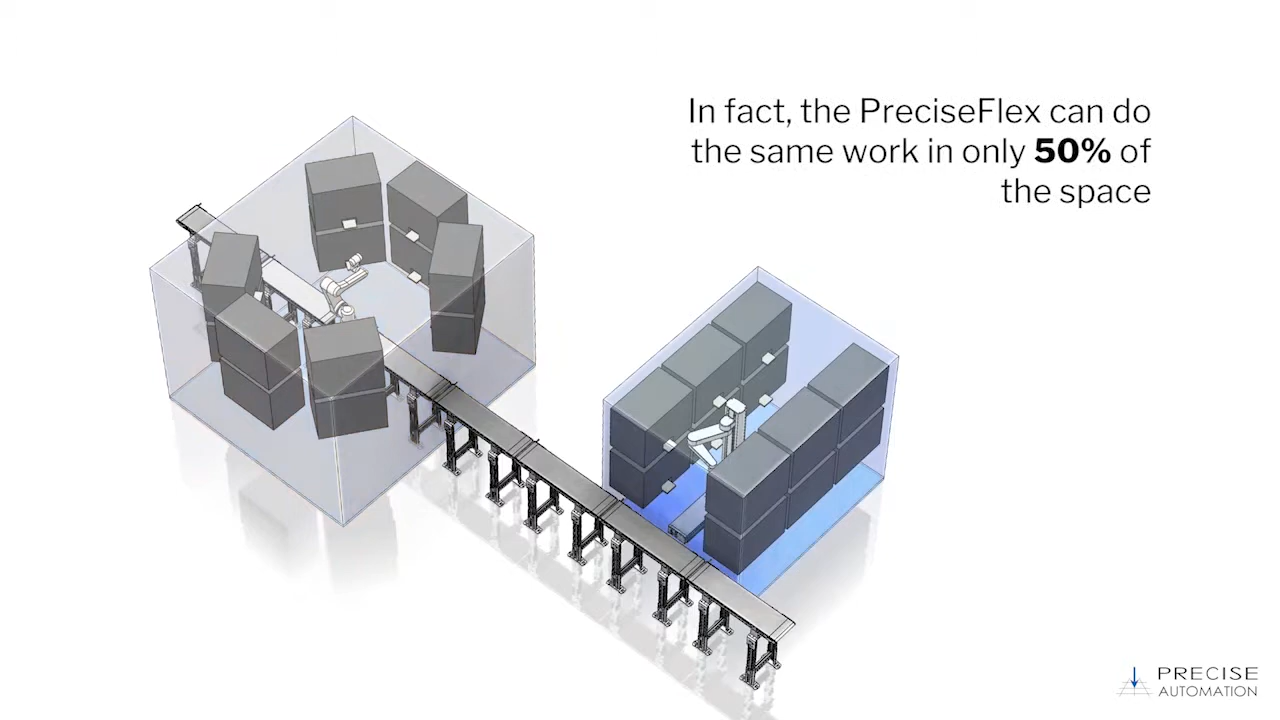 In fact, the PreciseFlex can do
the same work in only 50% of
the space
PRECISE
AUTOMATION